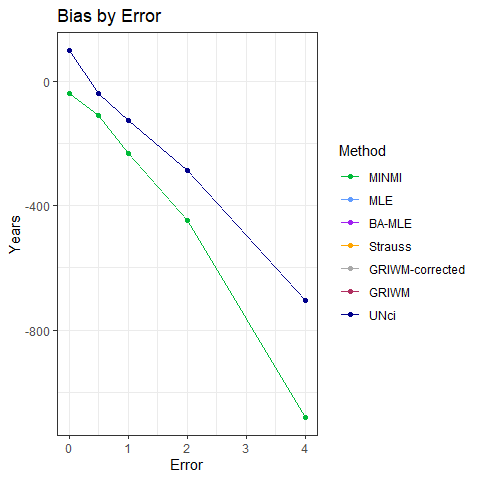 Bias by Error
Years
0
-400
-800
0
1
2
3
4
Error
Method
MINMI
MLE
BA-MLE
Strauss
GRIWM-corrected
GRIWM
UNci